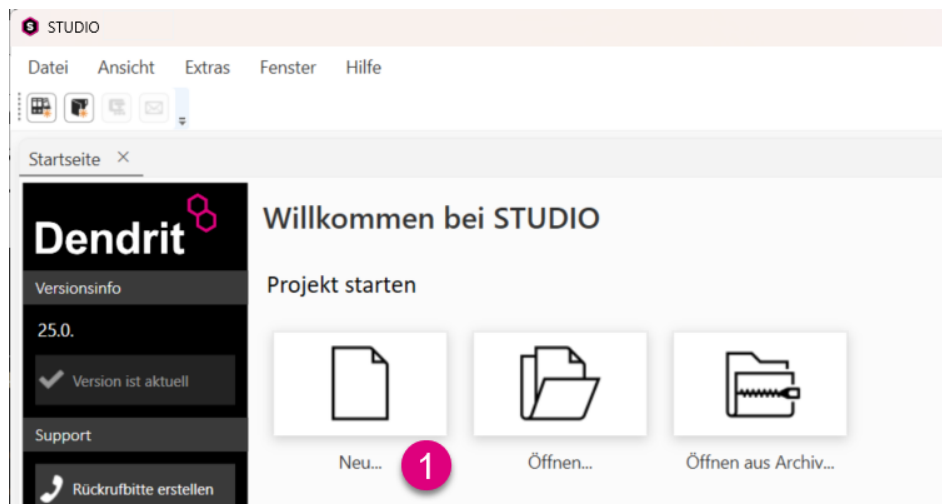 STUDIO
Datei Ansicht Extras Fenster Hilfe
Startseite
Dendrit
Versionsinfo
25.0.
Version ist aktuell
Support
Rückrufbitte erstellen
Willkommen bei STUDIO
Projekt starten
Neu... 1 Öffnen... Öffnen aus Archiv...